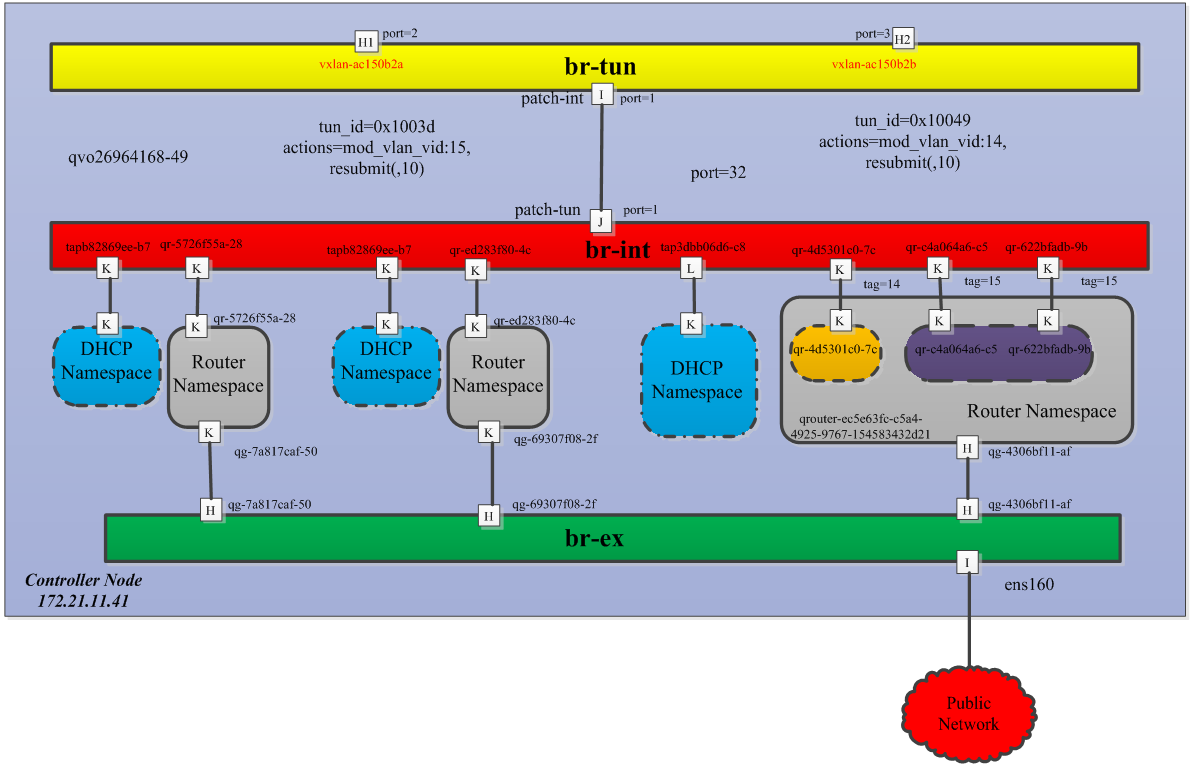 H1
port=2
port=3
H2
vxlan-ac150b2a
br-tun
vxlan-ac150b2b
patch-int
I
port=1
tun_id=0x1003d
actions=mod_vlan_vid:15,
resubmit(,10)
tun_id=0x10049
actions=mod_vlan_vid:14,
resubmit(,10)
qvo26964168-49
port=32
patch-tun
J
port=1
tapb82869ee-b7
qr-5726f55a-28
tapb82869ee-b7
qr-ed283f80-4c
br-int
tap3dbb06d6-c8
qr-4d5301c0-7c
qr-c4a064a6-c5
qr-622bfadb-9b
K
K
K
K
L
K
K
K
tag=14
tag=15
tag=15
K
K
qr-5726f55a-28
K
K
qr-ed283f80-4c
K
K
K
K
DHCP
Namespace
Router
Namespace
DHCP
Namespace
Router
Namespace
DHCP
Namespace
qr-4d5301c0-7c
qr-c4a064a6-c5
qr-622bfadb-9b
Router Namespace
qrouter-ec5e63fc-c5a4-
4925-9767-154583432d21
K
qg-7a817caf-50
K
qg-69307f08-2f
H
qg-4306bf11-af
H
qg-7a817caf-50
H
qg-69307f08-2f
H
qg-4306bf11-af
br-ex
I
ens160
Controller Node
172.21.11.41
Public
Network